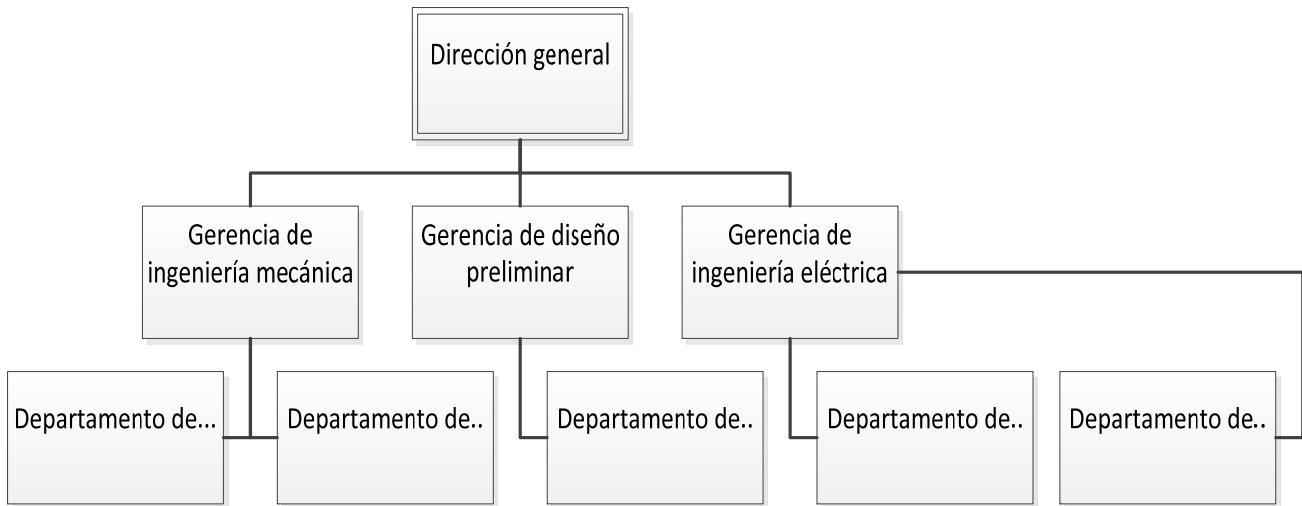 Dirección general
Gerencia de
ingeniería mecánica
Gerencia de diseño
preliminar
Gerencia de
ingeniería eléctrica
Departamento de...
Departamento de..
Departamento de..
Departamento de..
Departamento de..